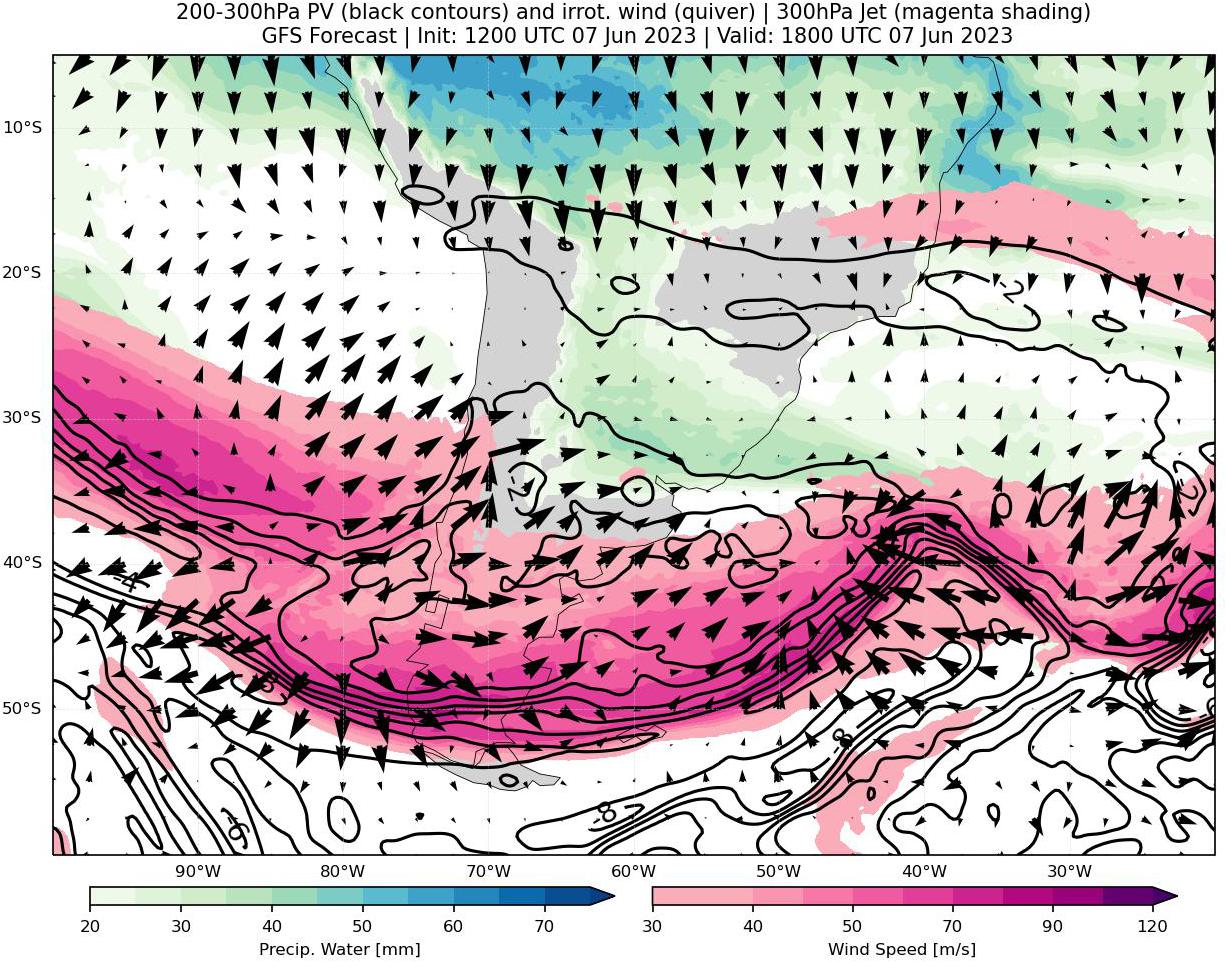 200-300hPa PV (black contours) and irrot. wind (quiver) | 300hPa Jet (magenta shading)
GFS Forecast | Init: 1200 UTC 07 Jun 2023 | Valid: 1800 UTC 07 Jun 2023
10°S
20°S
-2
30°S
-2
-2
40°S
-4
50°S
-8
-8
-6
90°W 80°W 70°W 60°W 50°W 40°W 30°W
20 30 40 50 60 70
30 40 50 70 90 120
Precip. Water [mm]
Wind Speed [m/s]